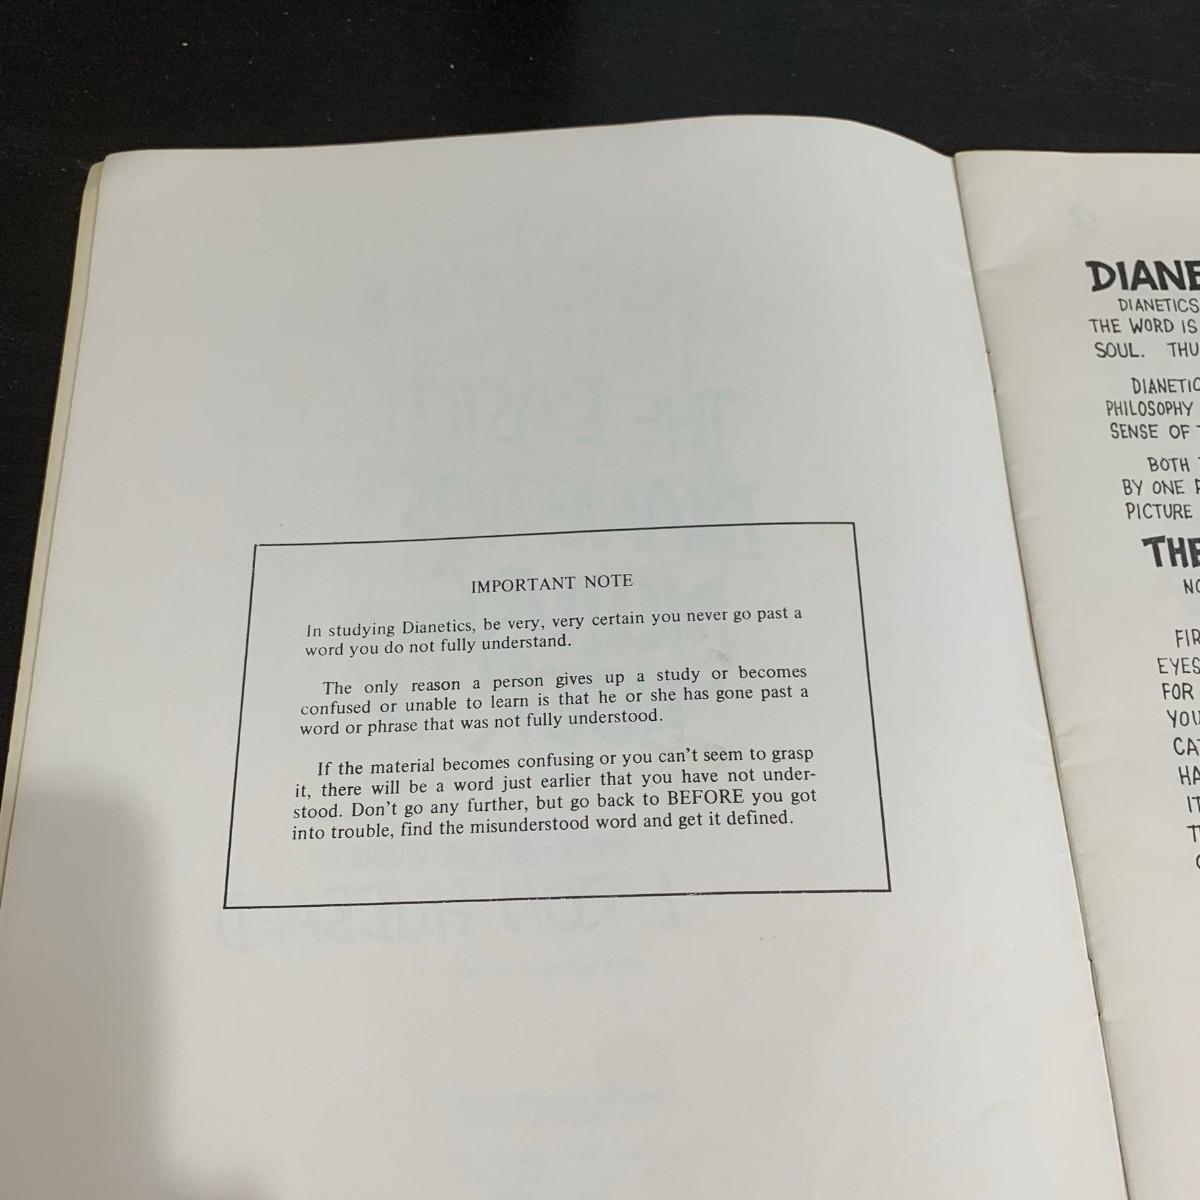 IMPORTANT NOTE
In studying Dianetics, be very, very certain you never go past a
word you do not fully understand.
The only reason a person gives up a study or becomes
confused or unable to learn is that he or she has gone past a
word or phrase that was not fully understood.
If the material becomes confusing or you can't seem to grasp
it, there will be a word just earlier that you have not under-
stood. Don't go any further, but go back to BEFORE you got
into trouble, find the misunderstood word and get it defined.
DIANE
DIANETICS
THE WORD IS
SOUL. THU
DIANETIC
PHILOSOPHY
SENSE OF
BOTH
BY ONE
PICTURE
THE
NO
FIR
EYES
FOR
YOU
CA
HA
IT